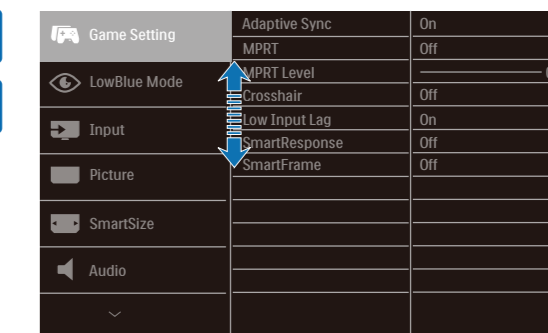 Game Setting
LowBlue Mode
Input
Picture
SmartSize
Audio
Adaptive Sync On
MPRT Off
MPRT Level
Crosshair Off
Low Input Lag On
SmartResponse Off
SmartFrame Off